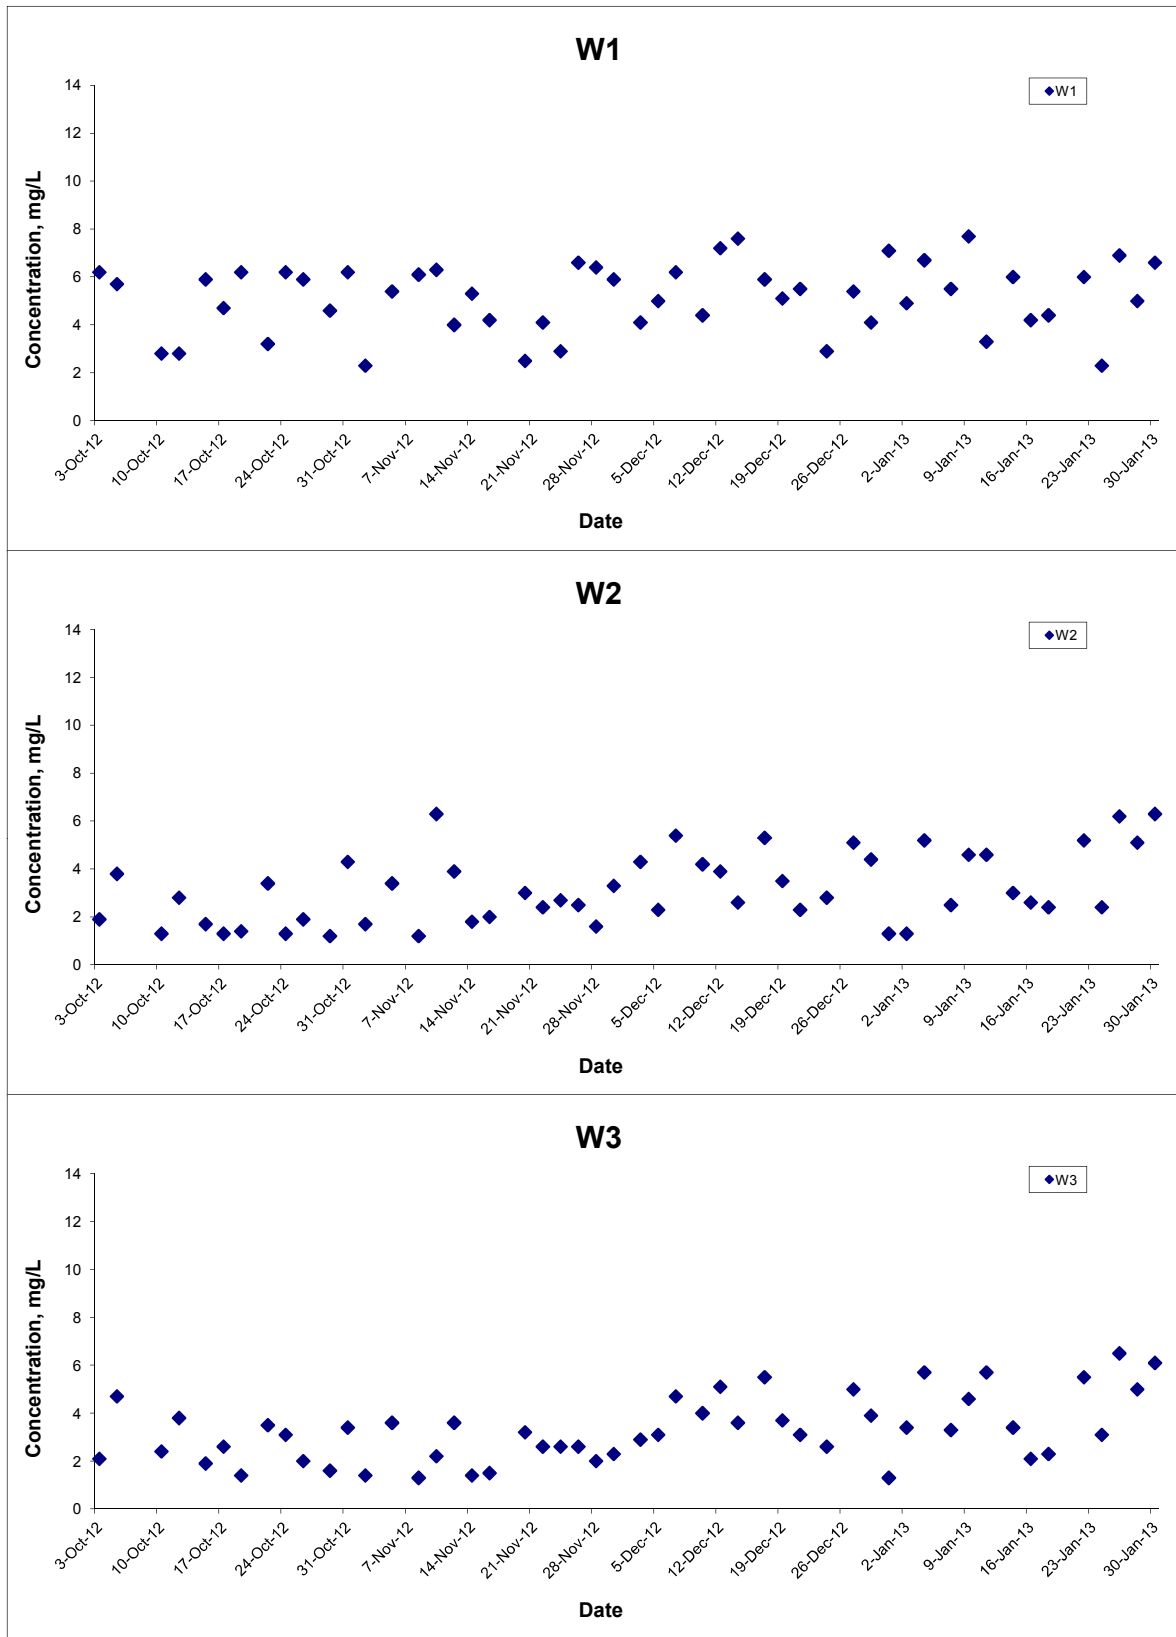 W1
W1
14
12
10
8
6
4
2
0
Concentration, mg/L
3-Oct-12 10-Oct-12 17-Oct-12 24-Oct-12 31-Oct-12 7-Nov-12 14-Nov-12 21-Nov-12 28-Nov-12 5-Dec-12 12-Dec-12 19-Dec-12 26-Dec-12 2-Jan-13 9-Jan-13 16-Jan-13 23-Jan-13 30-Jan-13
Date
W2
W2
14
12
10
8
6
4
2
0
Concentration, mg/L
3-Oct-12 10-Oct-12 17-Oct-12 24-Oct-12 31-Oct-12 7-Nov-12 14-Nov-12 21-Nov-12 28-Nov-12 5-Dec-12 12-Dec-12 19-Dec-12 26-Dec-12 2-Jan-13 9-Jan-13 16-Jan-13 23-Jan-13 30-Jan-13
Date
W3
W3
14
12
10
8
6
4
2
0
Concentration, mg/L
3-Oct-12 10-Oct-12 17-Oct-12 24-Oct-12 31-Oct-12 7-Nov-12 14-Nov-12 21-Nov-12 28-Nov-12 5-Dec-12 12-Dec-12 19-Dec-12 26-Dec-12 2-Jan-13 9-Jan-13 16-Jan-13 23-Jan-13 30-Jan-13
Date